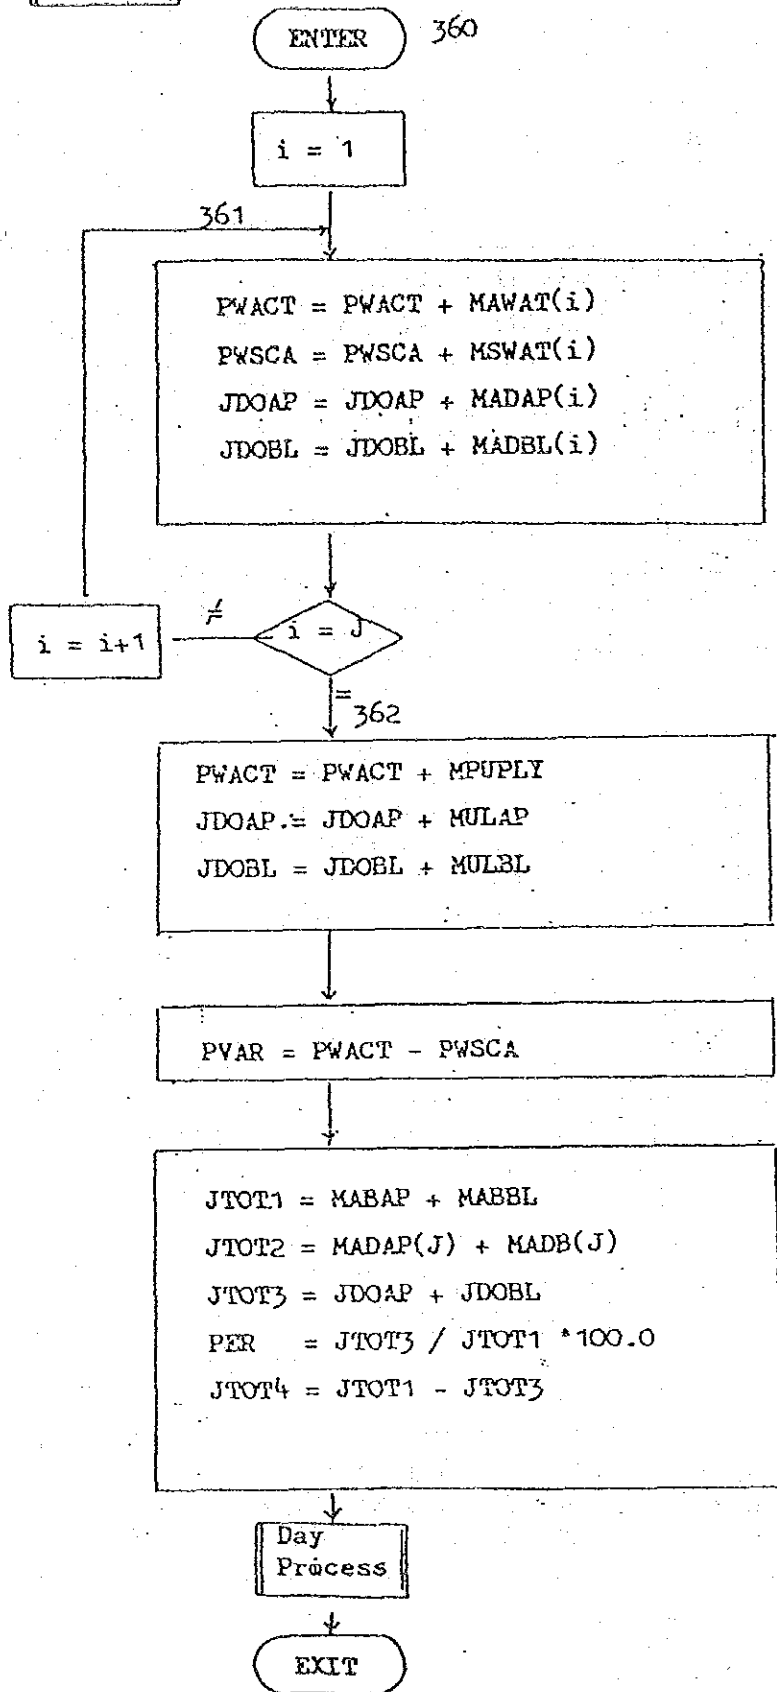 ENTER 360
i = 1
361
PWACT = PWACT + MAWAT(i)
PWSCA = PWSCA + MSWAT(i)
JDOAP = JDOAP + MADAP(i)
JDOBL = JDOBL + MADBL(i)
i = i+1
≠
i = J
=
362
PWACT = PWACT + MPUPLY
JDOAP.= JDOAP + MULAP
JDOBL = JDOBL + MULBL
PVAR = PWACT - PWSCA
JTOT1 = MABAP + MABBL
JTOT2 = MADAP(J) + MADB(J)
JTOT3 = JDOAP + JDOBL
PER = JTOT3 / JTOT1 *100.0
JTOT4 = JTOT1 - JTOT3
Day
Process
EXIT